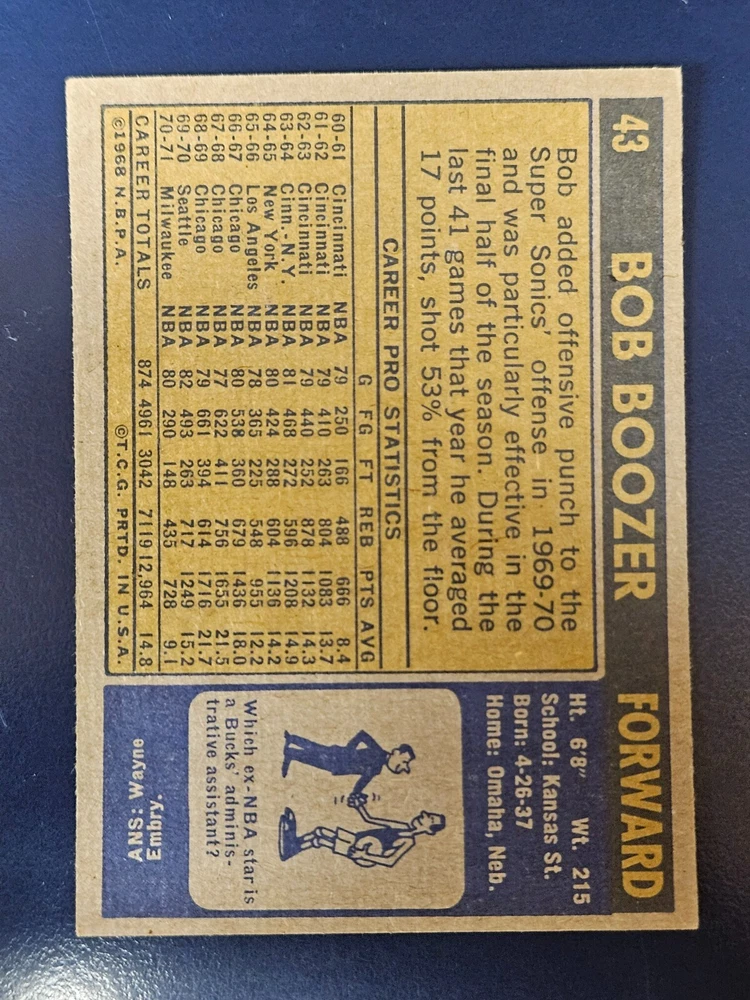 43 BOB BOOZER FORWARD
Bob added offensive punch to the
Super Sonics' offense in 1969-70
and was particularly effective in the
final half of the season. During the
last 41 games that year he averaged
17 points, shot 53% from the floor.
CAREER PRO STATISTICS
G FG FT REB PTS AVG
60-61 Cincinnati NBA 79 250 166 488 666 8.4
61-62 Cincinnati NBA 79 410 263 804 1083 13.7
62-63 Cincinnati NBA 79 440 252 878 1132 14.3
63-64 Cinn.-N.Y. NBA 81 468 272 596 1208 14.9
64-65 New York NBA 80 424 288 604 1136 14.2
65-66 Los Angeles NBA 78 365 225 548 955 12.2
66-67 Chicago NBA 80 538 360 679 1436 18.0
67-68 Chicago NBA 77 622 411 756 1655 21.5
68-69 Chicago NBA 79 661 394 614 1716 21.7
69-70 Seattle NBA 82 493 263 717 1249 15.2
70-71 Milwaukee NBA 80 290 148 435 728 9.1
CAREER TOTALS 874 4961 3042 7119 12,964 14.8
©1968 N.B.P.A. ©T.C.G. PRTD. IN U.S.A.
Ht. 6'8" Wt. 215
School: Kansas St.
Born: 4-26-37
Home: Omaha, Neb.
Which ex-NBA star is
a Bucks' adminis-
trative assistant?
ANS: Wayne
Embry.